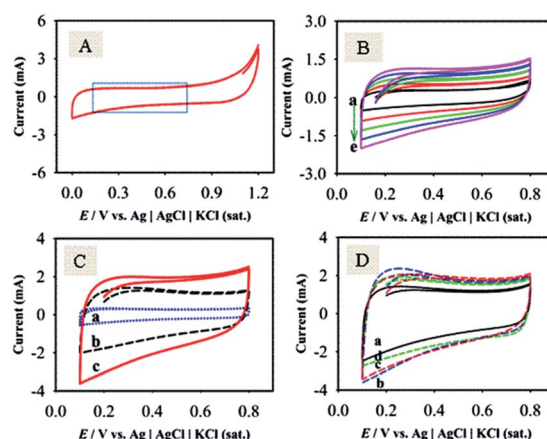 A
Current (mA)
6
3
0
-3
-6
0.0 0.3 0.6 0.9 1.2
E / V vs. Ag | AgCl | KCl (sat.)
B
Current (mA)
3.0
1.5
0.0
-1.5
-3.0
a
e
0.0 0.2 0.4 0.6 0.8
E / V vs. Ag | AgCl | KCl (sat.)
C
Current (mA)
4
2
0
-2
-4
a
b
c
0.0 0.2 0.4 0.6 0.8
E / V vs. Ag | AgCl | KCl (sat.)
D
Current (mA)
4
2
0
-2
-4
a
d
c
b
0.0 0.2 0.4 0.6 0.8
E / V vs. Ag | AgCl | KCl (sat.)